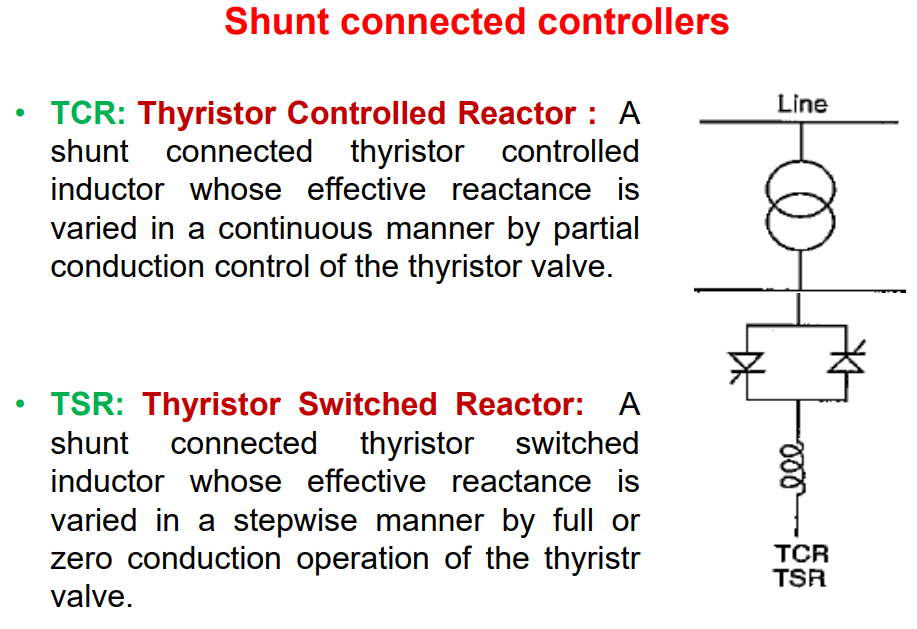 Shunt connected controllers
• TCR: Thyristor Controlled Reactor : A
shunt connected thyristor controlled
inductor whose effective reactance is
varied in a continuous manner by partial
conduction control of the thyristor valve.
• TSR: Thyristor Switched Reactor: A
shunt connected thyristor switched
inductor whose effective reactance is
varied in a stepwise manner by full or
zero conduction operation of the thyristr
valve.
Line
TCR
TSR